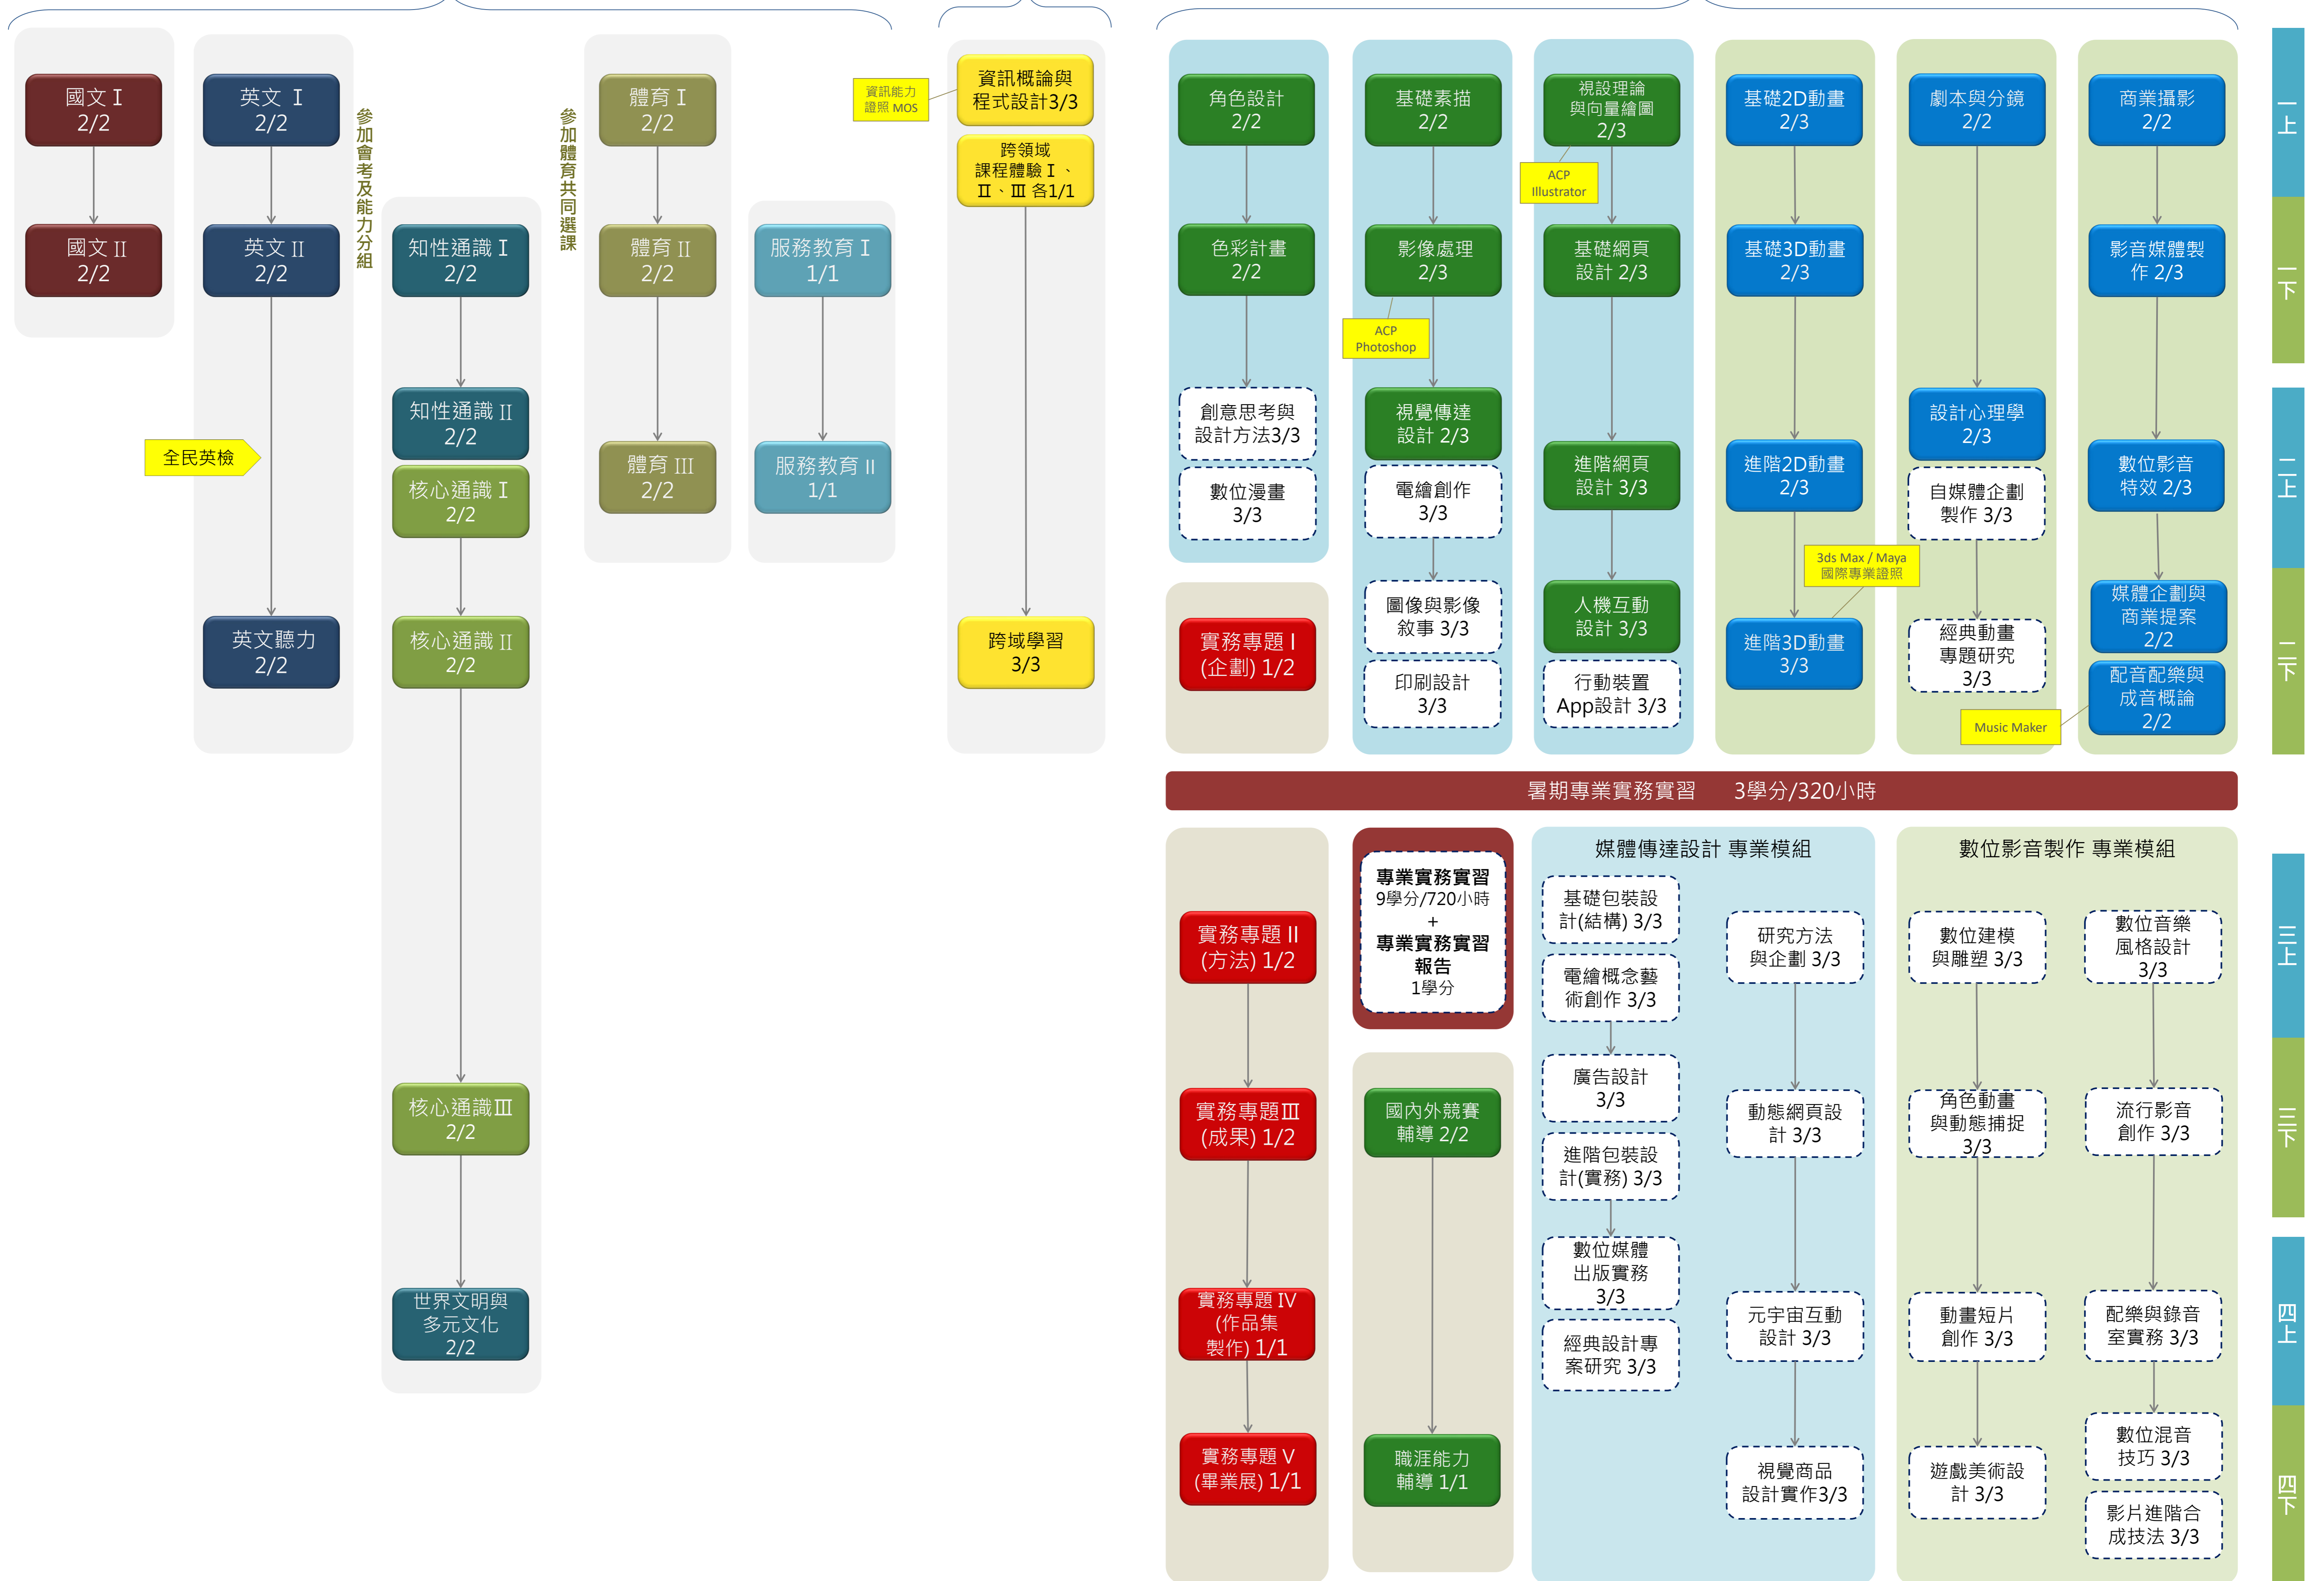 國文 I
2/2
國文 II
2/2
英文 I
2/2
英文 II
2/2
全民英檢
英文聽力
2/2
參加會考及能力分組
知性通識 I
2/2
知性通識 II
2/2
核心通識 I
2/2
核心通識 II
2/2
核心通識Ⅲ
2/2
世界文明與
多元文化
2/2
參加體育共同選課
體育 I
2/2
體育 II
2/2
體育 III
2/2
服務教育 I
1/1
服務教育 II
1/1
資訊能力
證照 MOS
資訊概論與
程式設計3/3
跨領域
課程體驗 I 、
II 、III 各1/1
跨域學習
3/3
角色設計
2/2
色彩計畫
2/2
創意思考與
設計方法3/3
數位漫畫
3/3
實務專題 I
(企劃) 1/2
基礎素描
2/2
影像處理
2/3
ACP
Photoshop
視覺傳達
設計 2/3
電繪創作
3/3
圖像與影像
敘事 3/3
印刷設計
3/3
視設理論
與向量繪圖
2/3
ACP
Illustrator
基礎網頁
設計 2/3
進階網頁
設計 3/3
人機互動
設計 3/3
行動裝置
App設計 3/3
基礎2D動畫
2/3
基礎3D動畫
2/3
進階2D動畫
2/3
3ds Max / Maya
國際專業證照
進階3D動畫
3/3
劇本與分鏡
2/2
設計心理學
2/3
自媒體企劃
製作 3/3
經典動畫
專題研究
3/3
商業攝影
2/2
影音媒體製
作 2/3
數位影音
特效 2/3
媒體企劃與
商業提案
2/2
配音配樂與
成音概論
2/2
Music Maker
一上
一下
二上
二下
暑期專業實務實習 3學分/320小時
實務專題 II
(方法) 1/2
實務專題Ⅲ
(成果) 1/2
實務專題 IV
(作品集
製作) 1/1
實務專題 V
(畢業展) 1/1
專業實務實習
9學分/720小時
+
專業實務實習
報告
1學分
國內外競賽
輔導 2/2
職涯能力
輔導 1/1
媒體傳達設計 專業模組
基礎包裝設
計(結構) 3/3
電繪概念藝
術創作 3/3
廣告設計
3/3
進階包裝設
計(實務) 3/3
數位媒體
出版實務
3/3
經典設計專
案研究 3/3
研究方法
與企劃 3/3
動態網頁設
計 3/3
元宇宙互動
設計 3/3
視覺商品
設計實作3/3
數位影音製作 專業模組
數位建模
與雕塑 3/3
角色動畫
與動態捕捉
3/3
動畫短片
創作 3/3
遊戲美術設
計 3/3
數位音樂
風格設計
3/3
流行影音
創作 3/3
配樂與錄音
室實務 3/3
數位混音
技巧 3/3
影片進階合
成技法 3/3
三上
三下
四上
四下